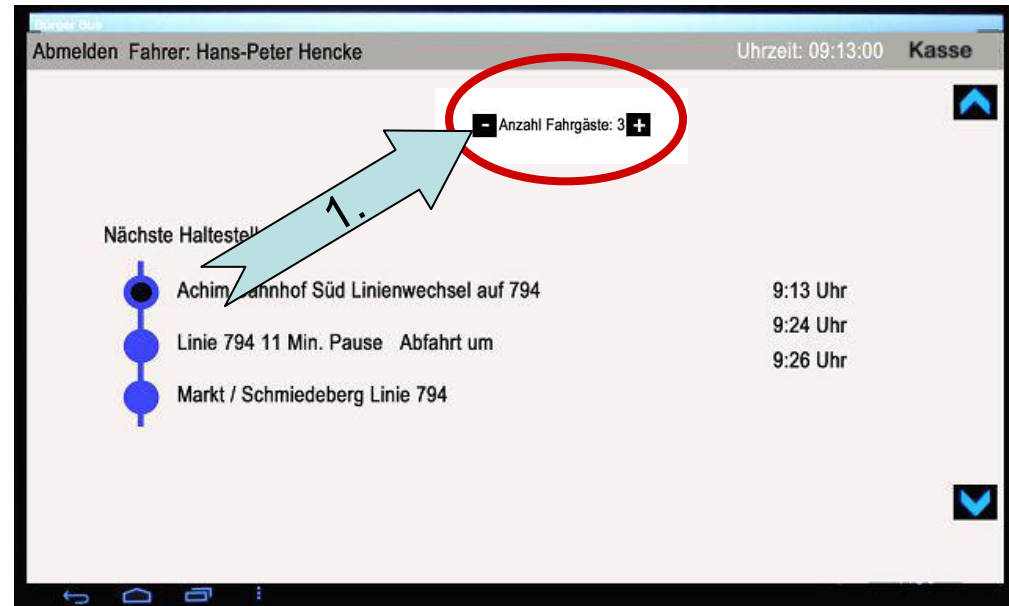 Bürger Bus
Abmelden Fahrer: Hans-Peter Hencke Uhrzeit: 09:13:00 Kasse
- Anzahl Fahrgäste: 3 +
1.
Nächste
Achim Süd Linienwechsel auf 794 9:13 Uhr
9:24 Uhr
Linie 794 11 Min. Pause Abfahrt um
9:26 Uhr
Markt / Schmiedeberg Linie 794